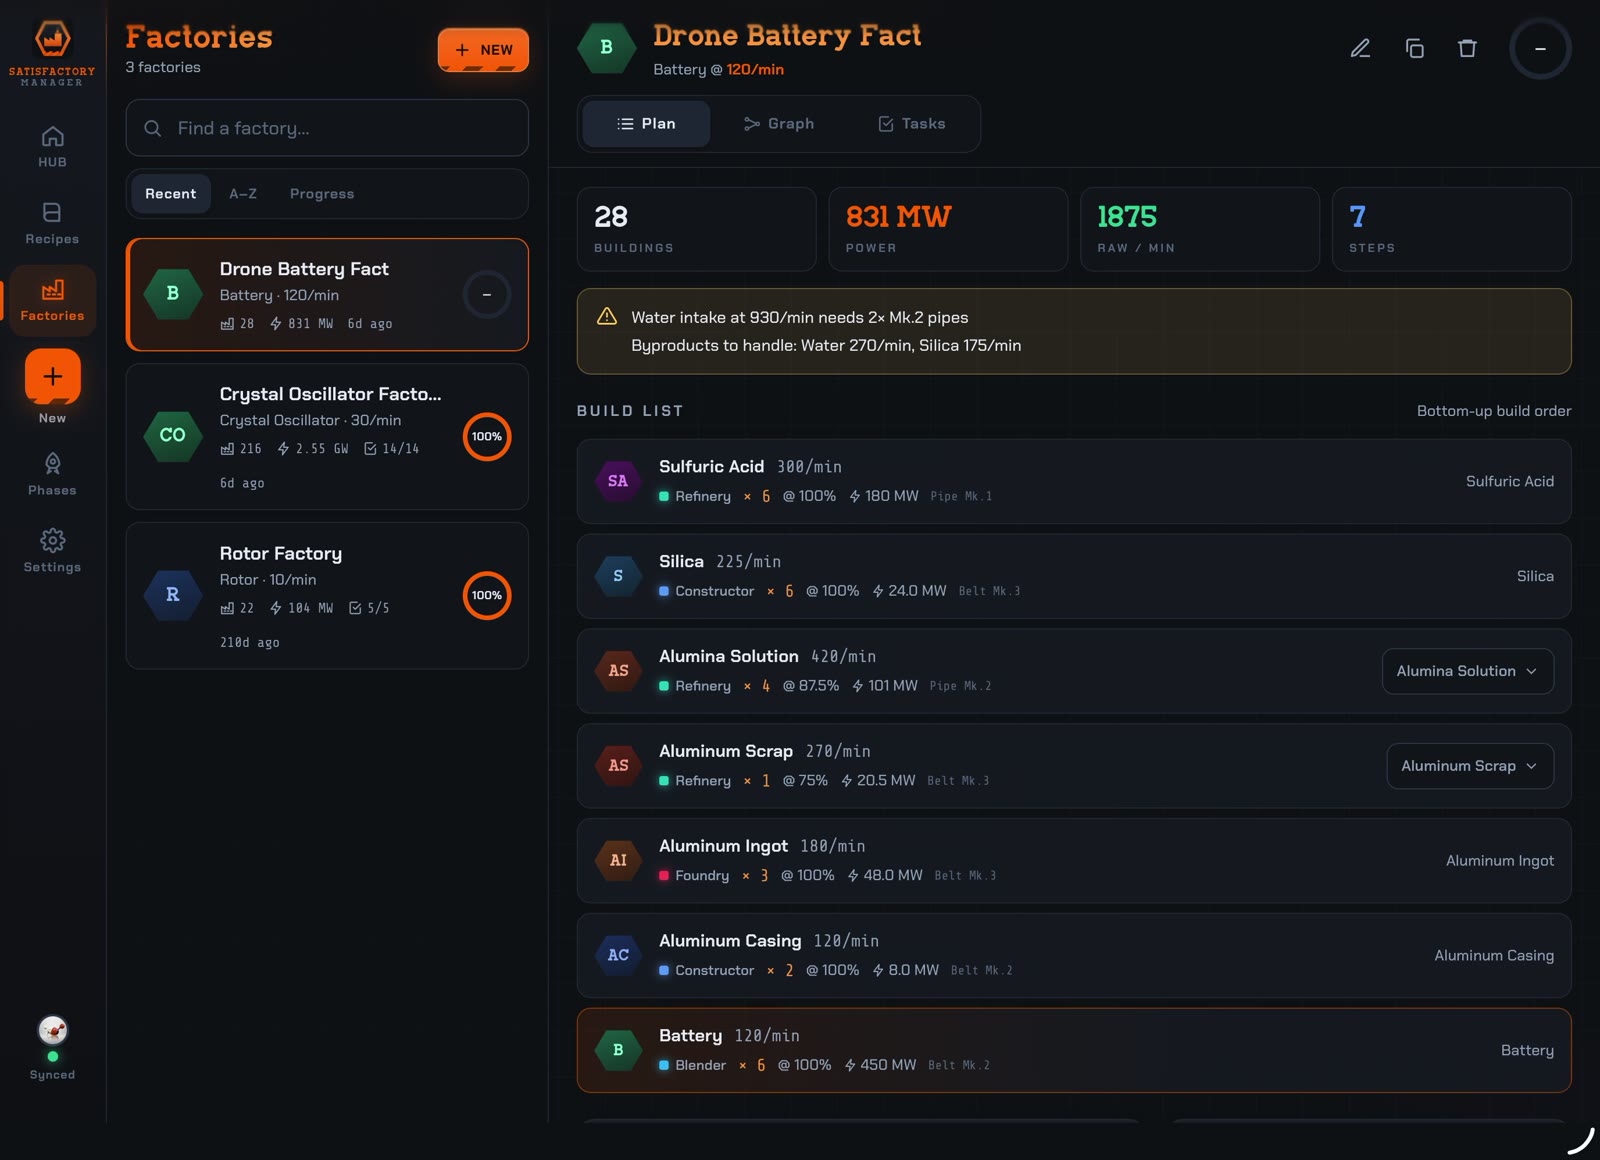 SATISFACTORY
MANAGER
HUB
Recipes
Factories
New
Phases
Settings
Synced
Factories
3 factories
NEW
Find a factory...
Recent
A–Z
Progress
B
Drone Battery Fact
Battery · 120/min
28
831 MW
6d ago
–
CO
Crystal Oscillator Facto...
Crystal Oscillator · 30/min
216
2.55 GW
14/14
6d ago
100%
R
Rotor Factory
Rotor · 10/min
22
104 MW
5/5
210d ago
100%
B
Drone Battery Fact
Battery @ 120/min
–
Plan
Graph
Tasks
28
BUILDINGS
831 MW
POWER
1875
RAW / MIN
7
STEPS
Water intake at 930/min needs 2× Mk.2 pipes
Byproducts to handle: Water 270/min, Silica 175/min
BUILD LIST
Bottom-up build order
SA
Sulfuric Acid 300/min
Refinery × 6 @ 100% 180 MW Pipe Mk.1
Sulfuric Acid
S
Silica 225/min
Constructor × 6 @ 100% 24.0 MW Belt Mk.3
Silica
AS
Alumina Solution 420/min
Refinery × 4 @ 87.5% 101 MW Pipe Mk.2
Alumina Solution
AS
Aluminum Scrap 270/min
Refinery × 1 @ 75% 20.5 MW Belt Mk.3
Aluminum Scrap
AI
Aluminum Ingot 180/min
Foundry × 3 @ 100% 48.0 MW Belt Mk.3
Aluminum Ingot
AC
Aluminum Casing 120/min
Constructor × 2 @ 100% 8.0 MW Belt Mk.2
Aluminum Casing
B
Battery 120/min
Blender × 6 @ 100% 450 MW Belt Mk.2
Battery